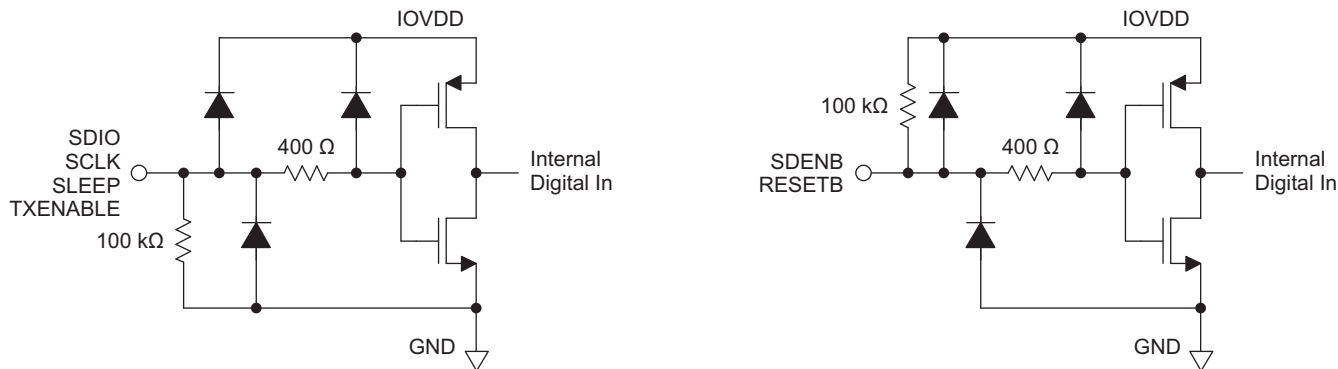 IOVDD
SDIO
SCLK
SLEEP
TXENABLE
400 Ω
100 kΩ
Internal
Digital In
GND
IOVDD
100 kΩ
400 Ω
SDENB
RESETB
Internal
Digital In
GND